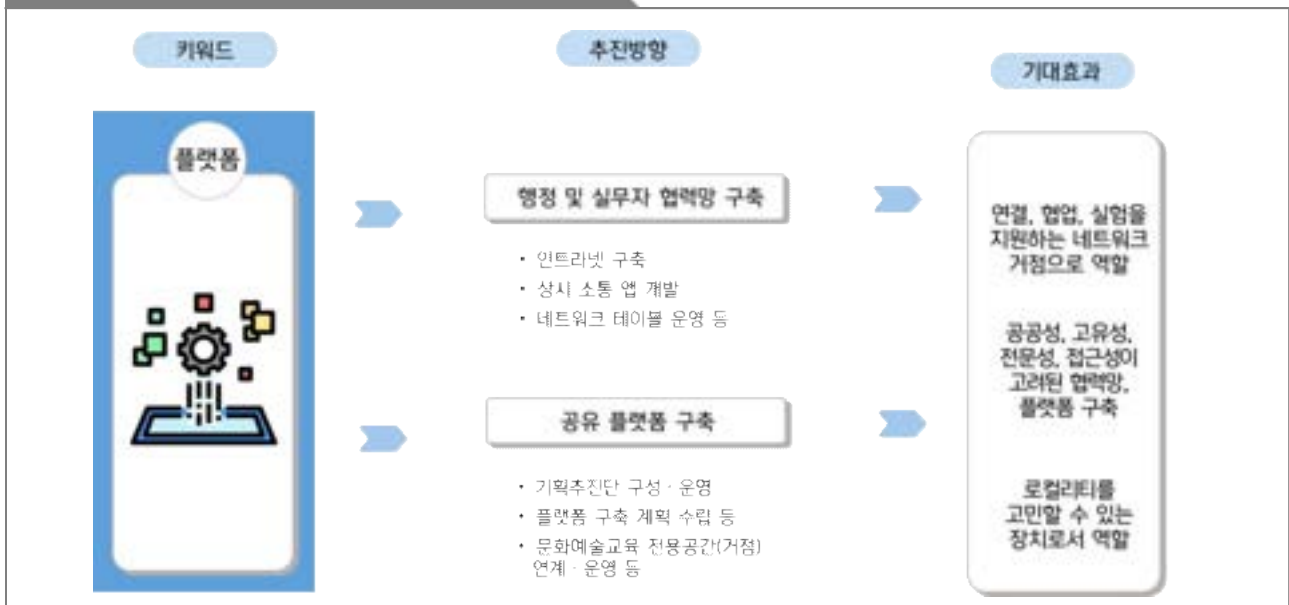 키워드
추진방향
기대효과
플랫폼
행정 및 실무자 협력망 구축
• 인트라넷 구축
• 상시 소통 앱 개발
• 네트워크 테이블 운영 등
공유 플랫폼 구축
• 기획추진단 구성 · 운영
• 플랫폼 구축 계획 수립 등
• 문화예술교육 전용공간(거점)
연계 · 운영 등
연결, 협업, 실험을
지원하는 네트워크
거점으로 역할
공공성, 고유성,
전문성, 접근성이
고려된 협력망,
플랫폼 구축
로컬리티를
고민할 수 있는
장치로서 역할